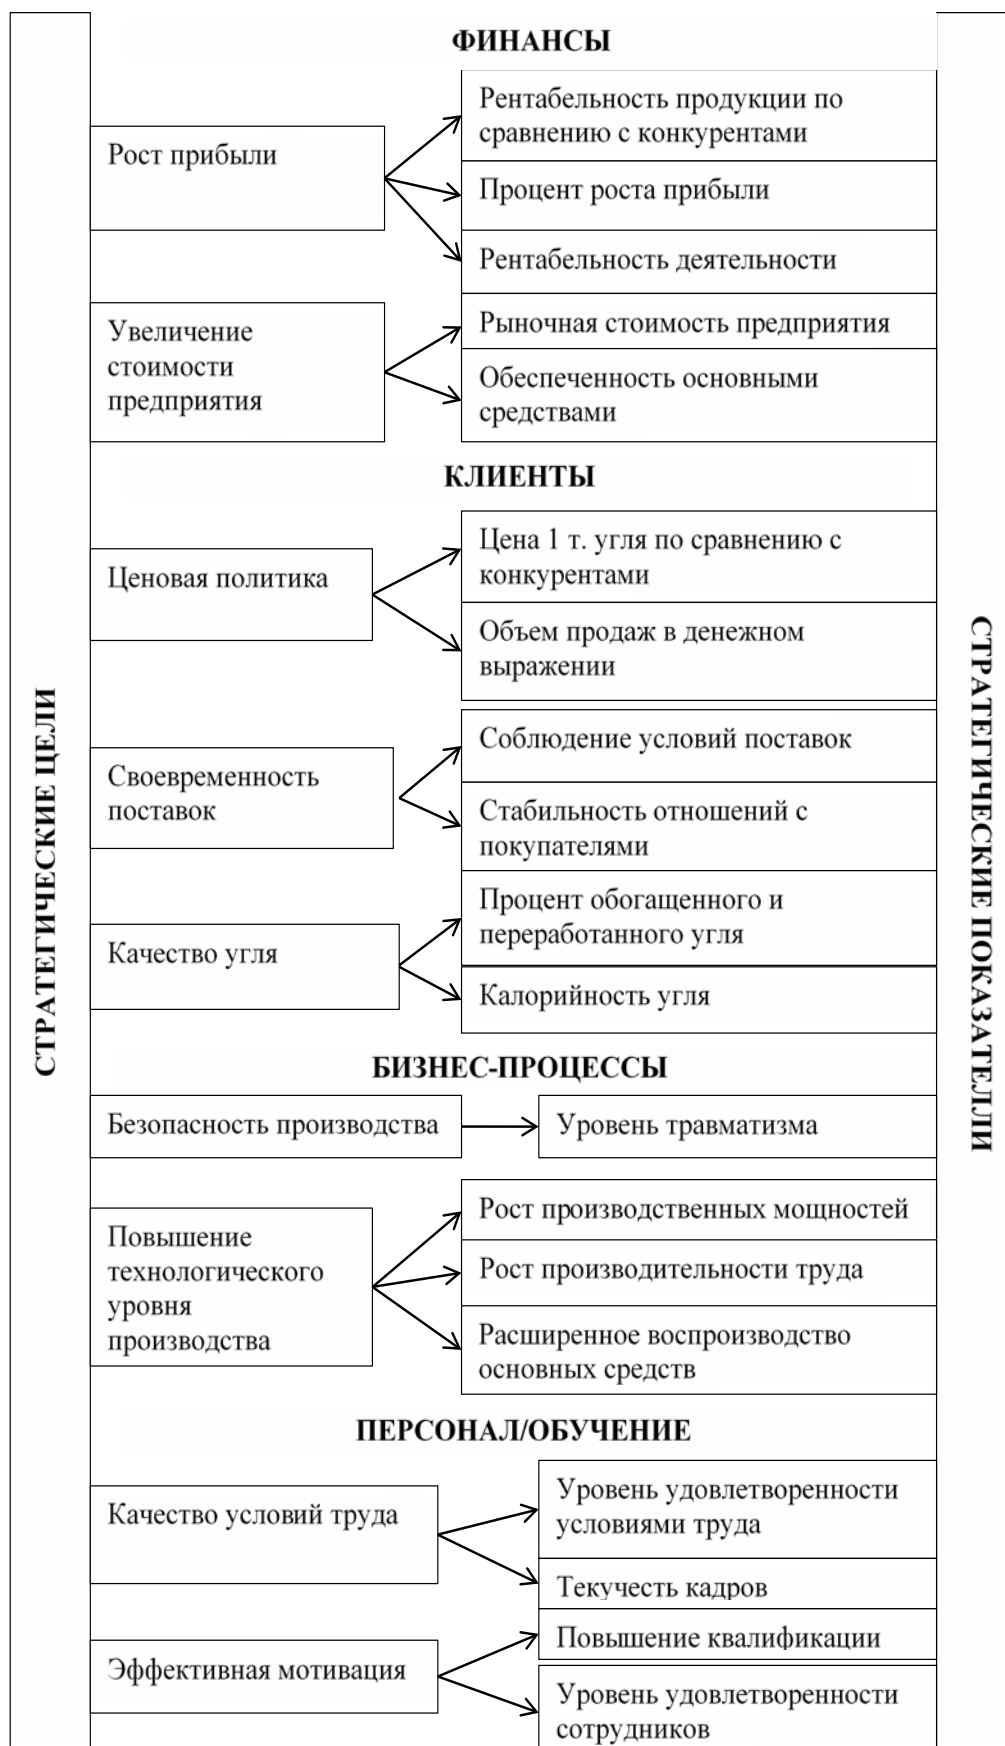 ФИНАНСЫ
Рост прибыли
Рентабельность продукции по
сравнению с конкурентами
Процент роста прибыли
Рентабельность деятельности
Увеличение
стоимости
предприятия
Рыночная стоимость предприятия
Обеспеченность основными
средствами
КЛИЕНТЫ
Ценовая политика
Цена 1 т. угля по сравнению с
конкурентами
Объем продаж в денежном
выражении
Своевременность
поставок
Соблюдение условий поставок
Стабильность отношений с
покупателями
Качество угля
Процент обогащенного и
переработанного угля
Калорийность угля
БИЗНЕС-ПРОЦЕССЫ
Безопасность производства
Уровень травматизма
Повышение
технологического
уровня
производства
Рост производственных мощностей
Рост производительности труда
Расширенное воспроизводство
основных средств
ПЕРСОНАЛ/ОБУЧЕНИЕ
Качество условий труда
Уровень удовлетворенности
условиями труда
Текучесть кадров
Эффективная мотивация
Повышение квалификации
Уровень удовлетворенности
сотрудников
СТРАТЕГИЧЕСКИЕ ЦЕЛИ
СТРАТЕГИЧЕСКИЕ ПОКАЗАТЕЛЛИ